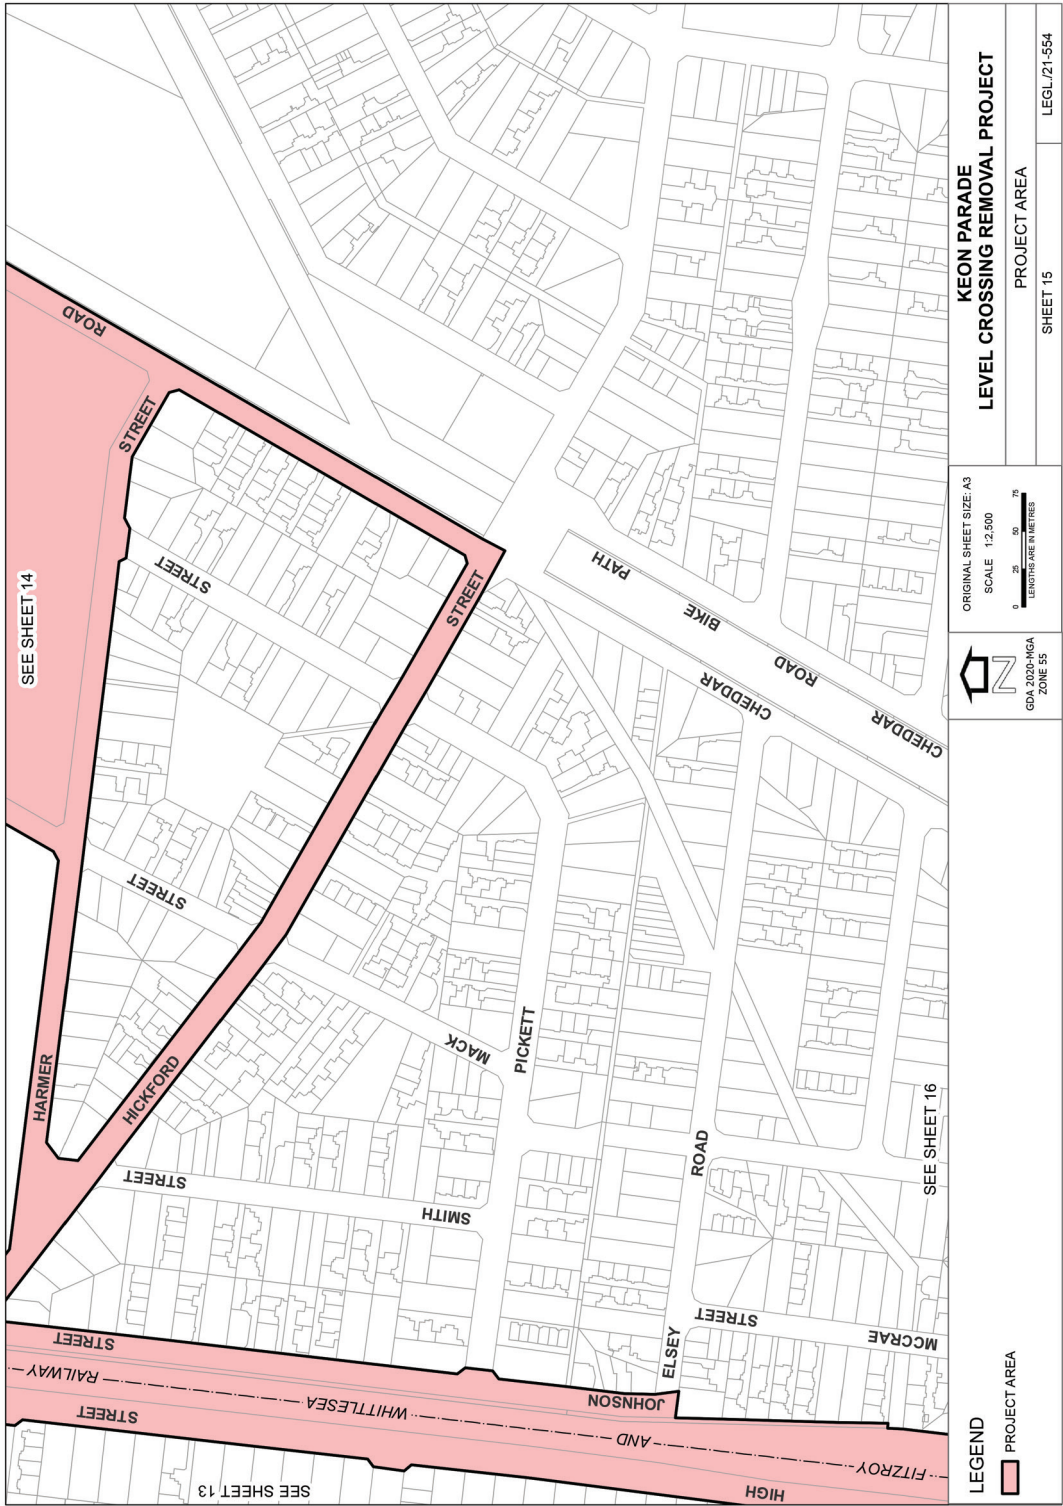 SEE SHEET 14
SEE SHEET 13
SEE SHEET 16
ROAD
STREET
STREET
STREET
STREET
HARMER
HICKFORD
STREET
SMITH
MACK
PICKETT
PATH
BIKE
ROAD
CHEDDAR
CHEDDAR
ROAD
ELSEY
STREET
MCCRAE
STREET
JOHNSON
STREET
HIGH
RAILWAY
WHITTLESEA
AND
FITZROY
LEGEND
PROJECT AREA
GDA 2020-MGA
ZONE 55
N
ORIGINAL SHEET SIZE: A3
SCALE 1:2,500
0 25 50 75
LENGTHS ARE IN METRES
KEON PARADE
LEVEL CROSSING REMOVAL PROJECT
PROJECT AREA
SHEET 15
LEGL./21-554